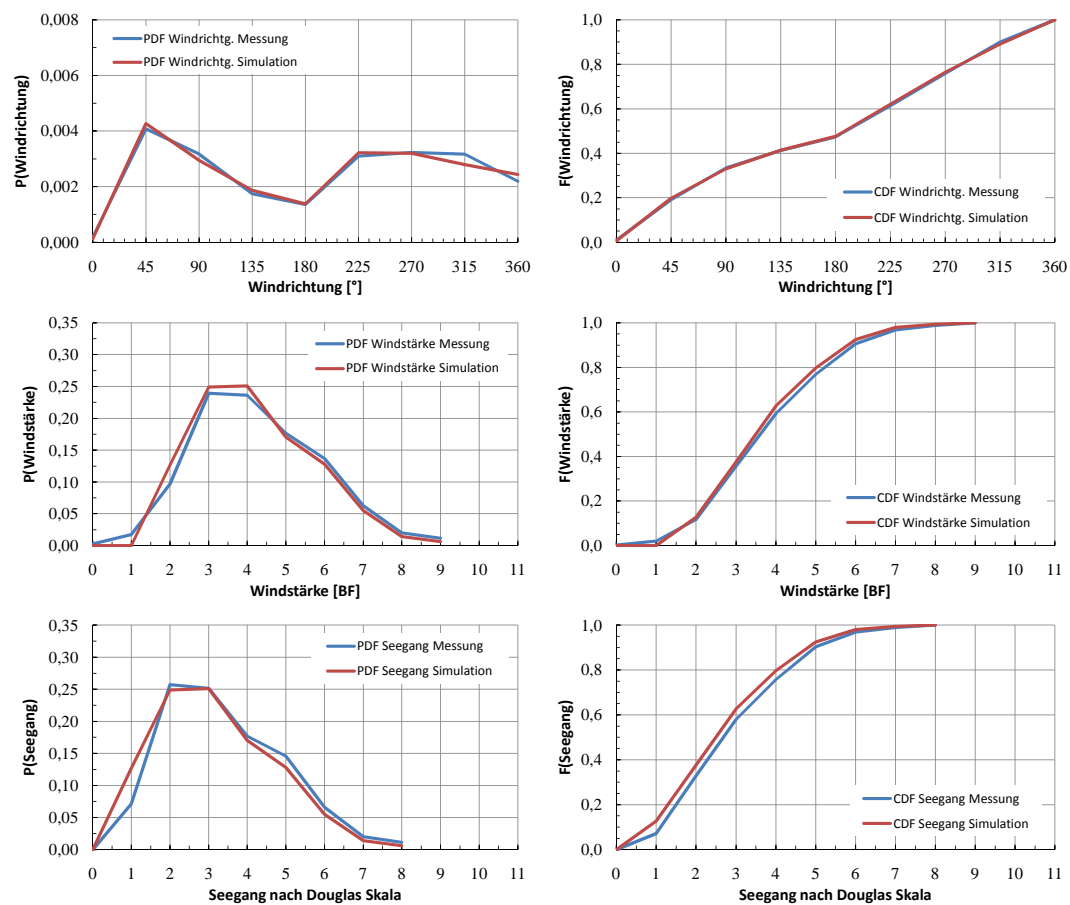 0,008
0,006
0,004
0,002
0,000
P(Windrichtung)
PDF Windrichtg. Messung
PDF Windrichtg. Simulation
0 45 90 135 180 225 270 315 360
Windrichtung [°]
1,0
0,8
0,6
0,4
0,2
0,0
F(Windrichtung)
CDF Windrichtg. Messung
CDF Windrichtg. Simulation
0 45 90 135 180 225 270 315 360
Windrichtung [°]
0,35
0,30
0,25
0,20
0,15
0,10
0,05
0,00
P(Windstärke)
PDF Windstärke Messung
PDF Windstärke Simulation
0 1 2 3 4 5 6 7 8 9 10 11
Windstärke [BF]
1,0
0,8
0,6
0,4
0,2
0,0
F(Windstärke)
CDF Windstärke Messung
CDF Windstärke Simulation
0 1 2 3 4 5 6 7 8 9 10 11
Windstärke [BF]
0,35
0,30
0,25
0,20
0,15
0,10
0,05
0,00
P(Seegang)
PDF Seegang Messung
PDF Seegang Simulation
0 1 2 3 4 5 6 7 8 9 10 11
Seegang nach Douglas Skala
1,0
0,8
0,6
0,4
0,2
0,0
F(Seegang)
CDF Seegang Messung
CDF Seegang Simulation
0 1 2 3 4 5 6 7 8 9 10 11
Seegang nach Douglas Skala